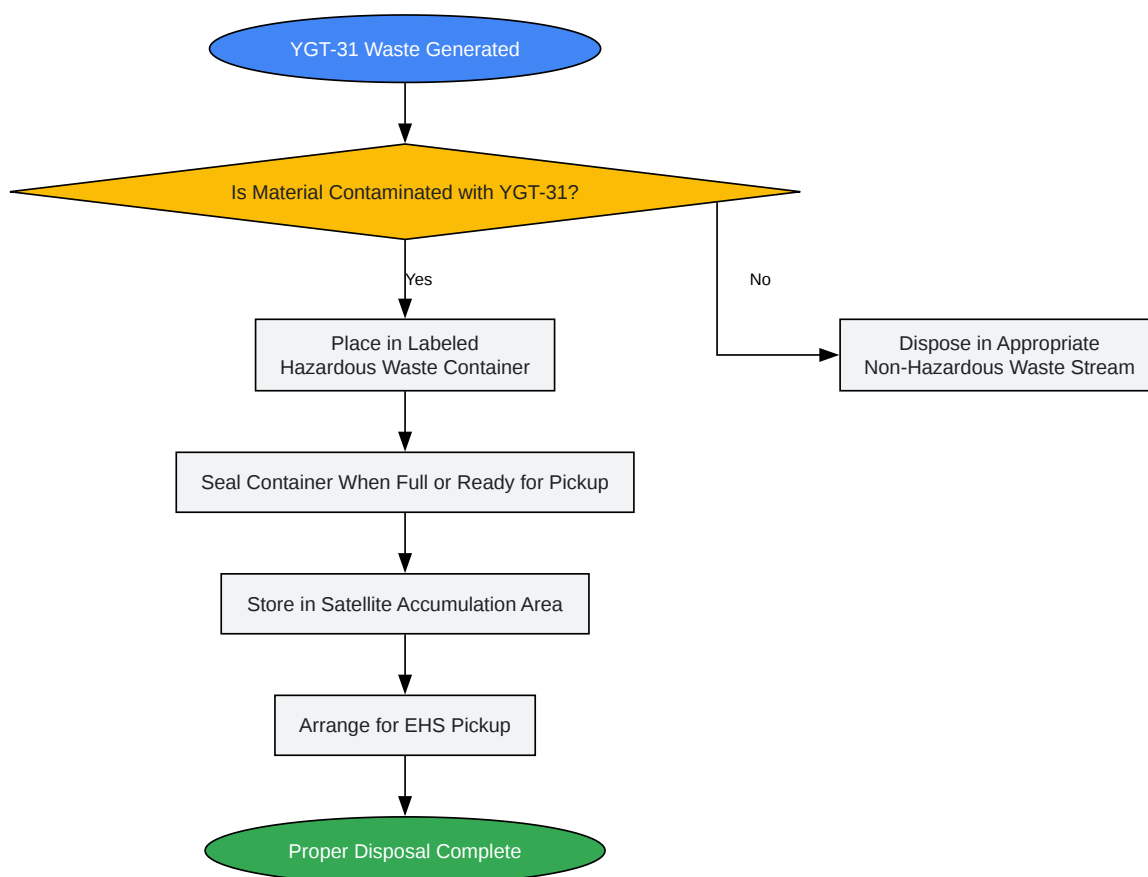 YGT-31 Waste Generated
Is Material Contaminated with YGT-31?
Yes
No
Place in Labeled
Hazardous Waste Container
Dispose in Appropriate
Non-Hazardous Waste Stream
Seal Container When Full or Ready for Pickup
Store in Satellite Accumulation Area
Arrange for EHS Pickup
Proper Disposal Complete